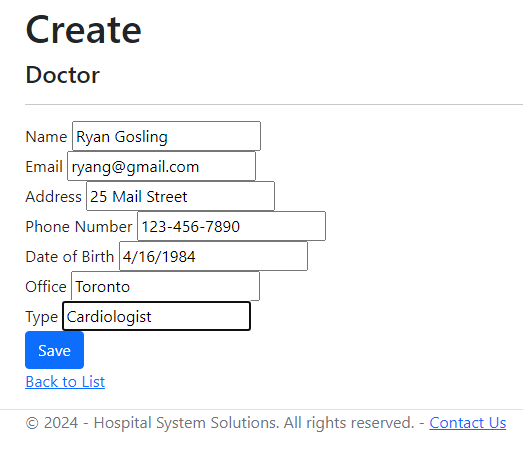 Create
Doctor
Name Ryan Gosling
Email ryang@gmail.com
Address 25 Mail Street
Phone Number 123-456-7890
Date of Birth 4/16/1984
Office Toronto
Type Cardiologist
Save
Back to List
© 2024 - Hospital System Solutions. All rights reserved. - Contact Us